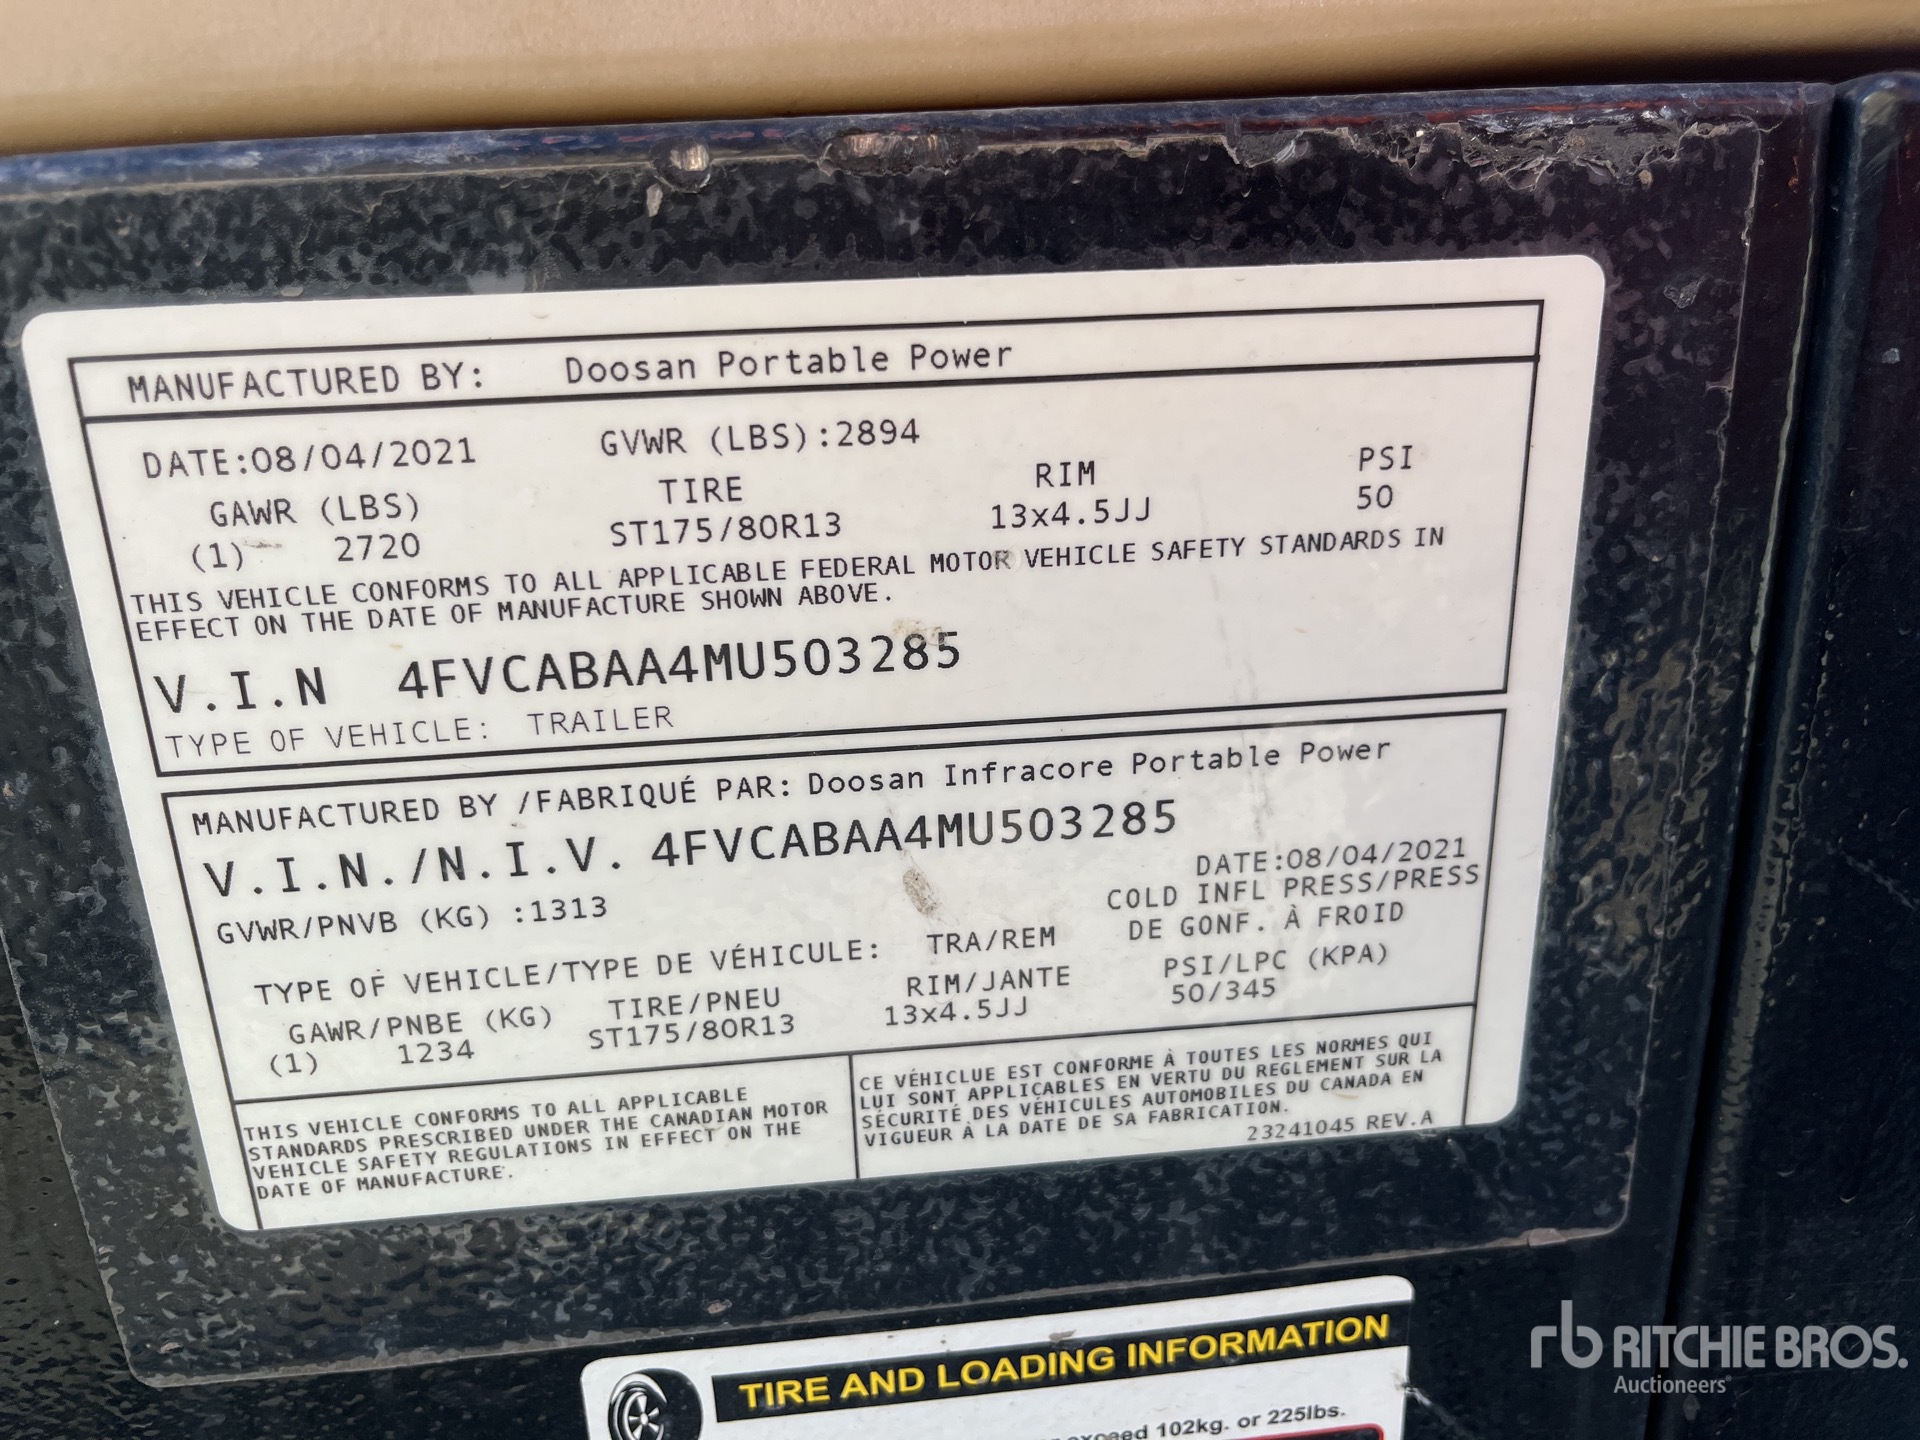 MANUFACTURED BY: Doosan Portable Power
DATE:08/04/2021 GVWR (LBS):2894
GAWR (LBS) TIRE RIM PSI
(1) 2720 ST175/80R13 13x4.5JJ 50
THIS VEHICLE CONFORMS TO ALL APPLICABLE FEDERAL MOTOR VEHICLE SAFETY STANDARDS IN
EFFECT ON THE DATE OF MANUFACTURE SHOWN ABOVE.
V.I.N 4FVCABAA4MU503285
TYPE OF VEHICLE: TRAILER
MANUFACTURED BY /FABRIQUÉ PAR: Doosan Infracore Portable Power
V.I.N./N.I.V. 4FVCABAA4MU503285
GVWR/PNVB (KG) :1313 DATE:08/04/2021
COLD INFL PRESS/PRESS
DE GONF. À FROID
TYPE OF VEHICLE/TYPE DE VÉHICULE: TRA/REM
GAWR/PNBE (KG) TIRE/PNEU RIM/JANTE PSI/LPC (KPA)
(1) 1234 ST175/80R13 13x4.5JJ 50/345
THIS VEHICLE CONFORMS TO ALL APPLICABLE
STANDARDS PRESCRIBED UNDER THE CANADIAN MOTOR
VEHICLE SAFETY REGULATIONS IN EFFECT ON THE
DATE OF MANUFACTURE.
CE VÉHICLUE EST CONFORME À TOUTES LES NORMES QUI
LUI SONT APPLICABLES EN VERTU DU REGLEMENT SUR LA
SÉCURITÉ DES VÉHICULES AUTOMOBILES DU CANADA EN
VIGUEUR À LA DATE DE SA FABRICATION.
23241045 REV.A
TIRE AND LOADING INFORMATION
exceed 102kg. or 225lbs.
rb RITCHIE BROS.
Auctioneers